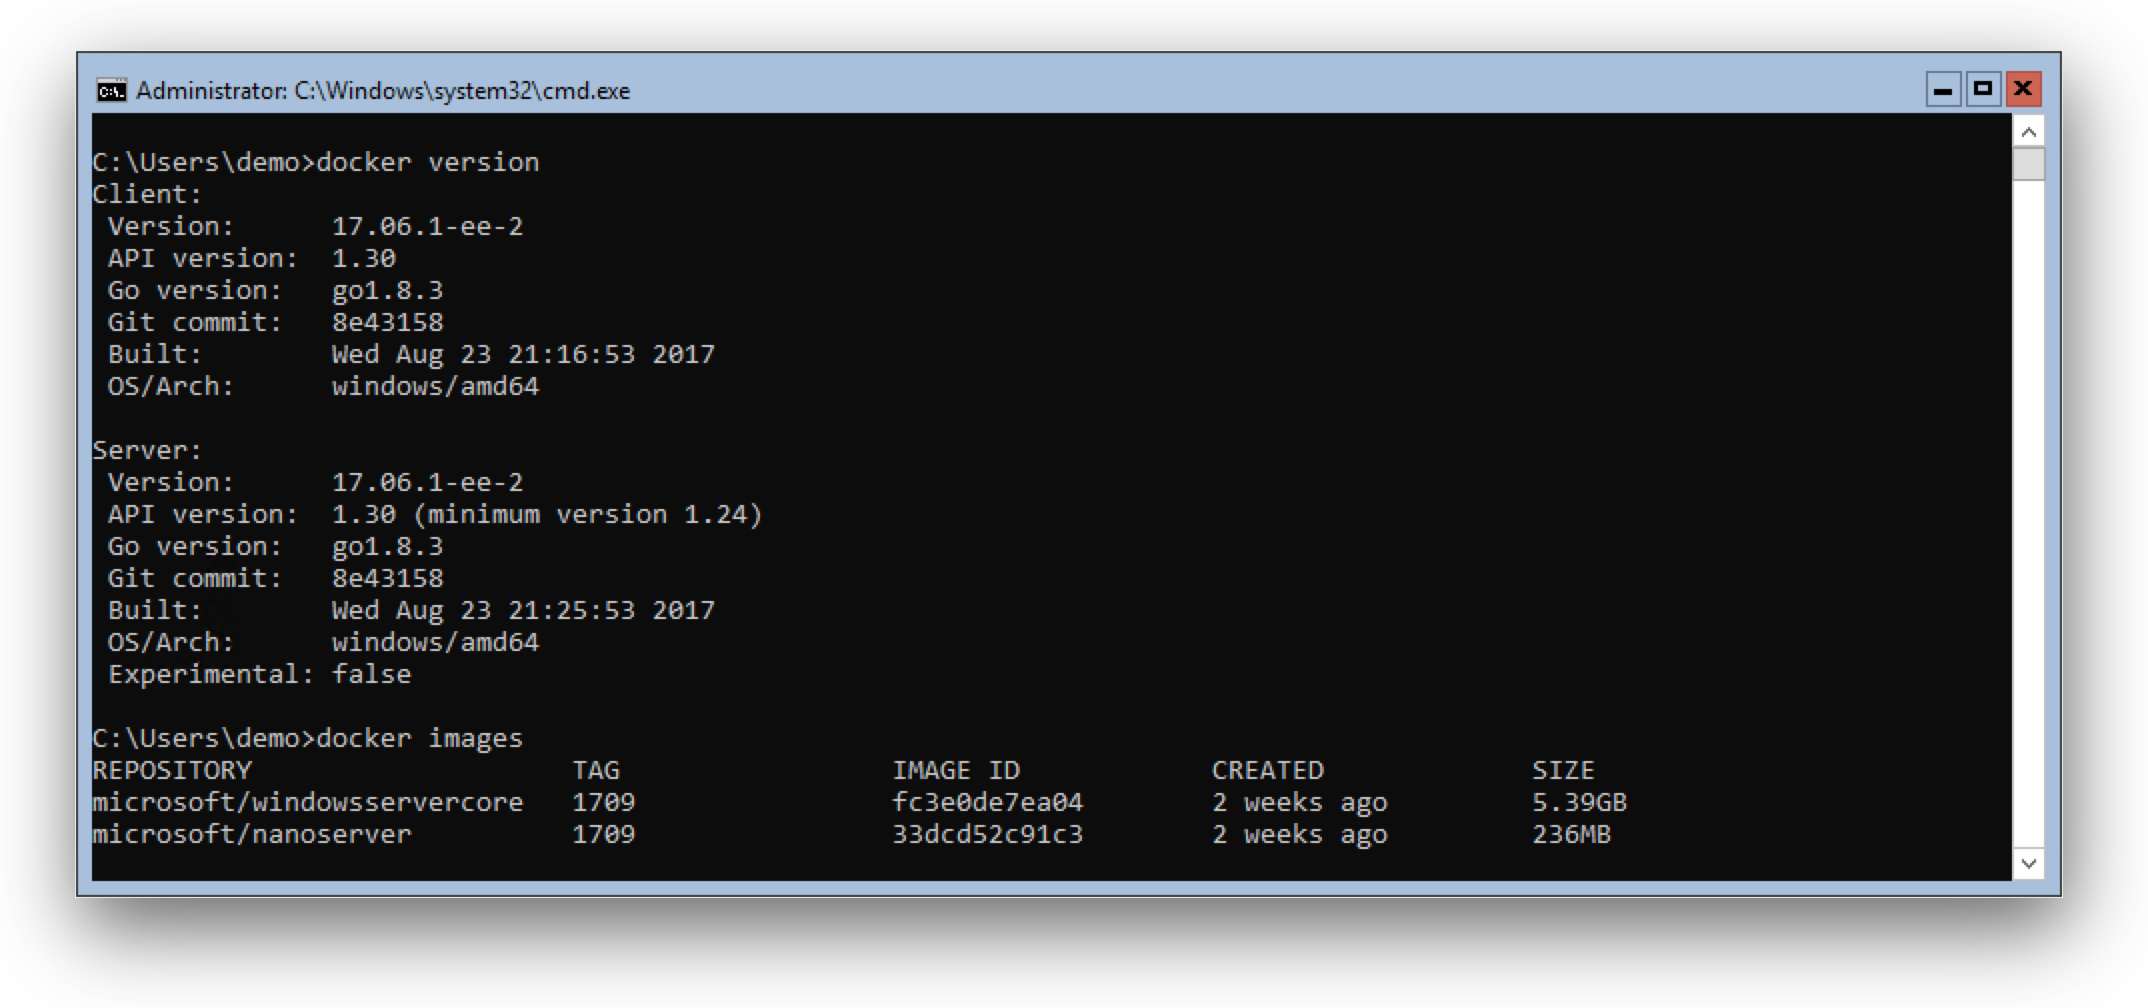 Administrator: C:\Windows\system32\cmd.exe
C:\Users\demo>docker version
Client:
 Version:      17.06.1-ee-2
 API version:  1.30
 Go version:   go1.8.3
 Git commit:   8e43158
 Built:        Wed Aug 23 21:16:53 2017
 OS/Arch:      windows/amd64
Server:
 Version:      17.06.1-ee-2
 API version:  1.30 (minimum version 1.24)
 Go version:   go1.8.3
 Git commit:   8e43158
 Built:        Wed Aug 23 21:25:53 2017
 OS/Arch:      windows/amd64
 Experimental: false
C:\Users\demo>docker images
REPOSITORY                    TAG                 IMAGE ID            CREATED             SIZE
microsoft/windowsservercore   1709                fc3e0de7ea04        2 weeks ago         5.39GB
microsoft/nanoserver          1709                33dcd52c91c3        2 weeks ago         236MB